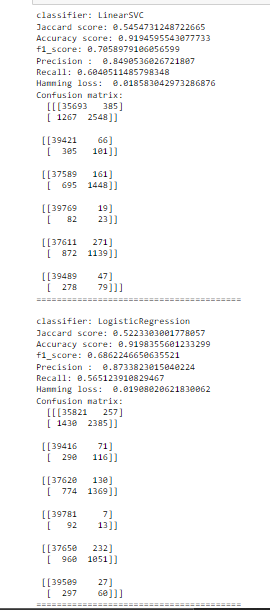 classifier: LinearSVC
Jaccard score: 0.5454731248722665
Accuracy score: 0.9194595543077733
f1_score: 0.7058979106056599
Precision :  0.8490536026721807
Recall: 0.6040511485798348
Hamming loss:  0.018583042973286876
Confusion matrix:
[[[35693   385]
[ 1267  2548]]
[[39421    66]
[  305   101]]
[[37589   161]
[  695  1448]]
[[39769    19]
[   82    23]]
[[37611   271]
[  872  1139]]
[[39489    47]
[  278    79]]]
=========================================
classifier: LogisticRegression
Jaccard score: 0.5223303001778057
Accuracy score: 0.9198355601233299
f1_score: 0.6862246650635521
Precision :  0.8733823015040224
Recall: 0.565123910829467
Hamming loss:  0.01908020621830062
Confusion matrix:
[[[35821   257]
[ 1430  2385]]
[[39416    71]
[  290   116]]
[[37620   130]
[  774  1369]]
[[39781     7]
[   92    13]]
[[37650   232]
[  960  1051]]
[[39509    27]
[  297    60]]]
=========================================